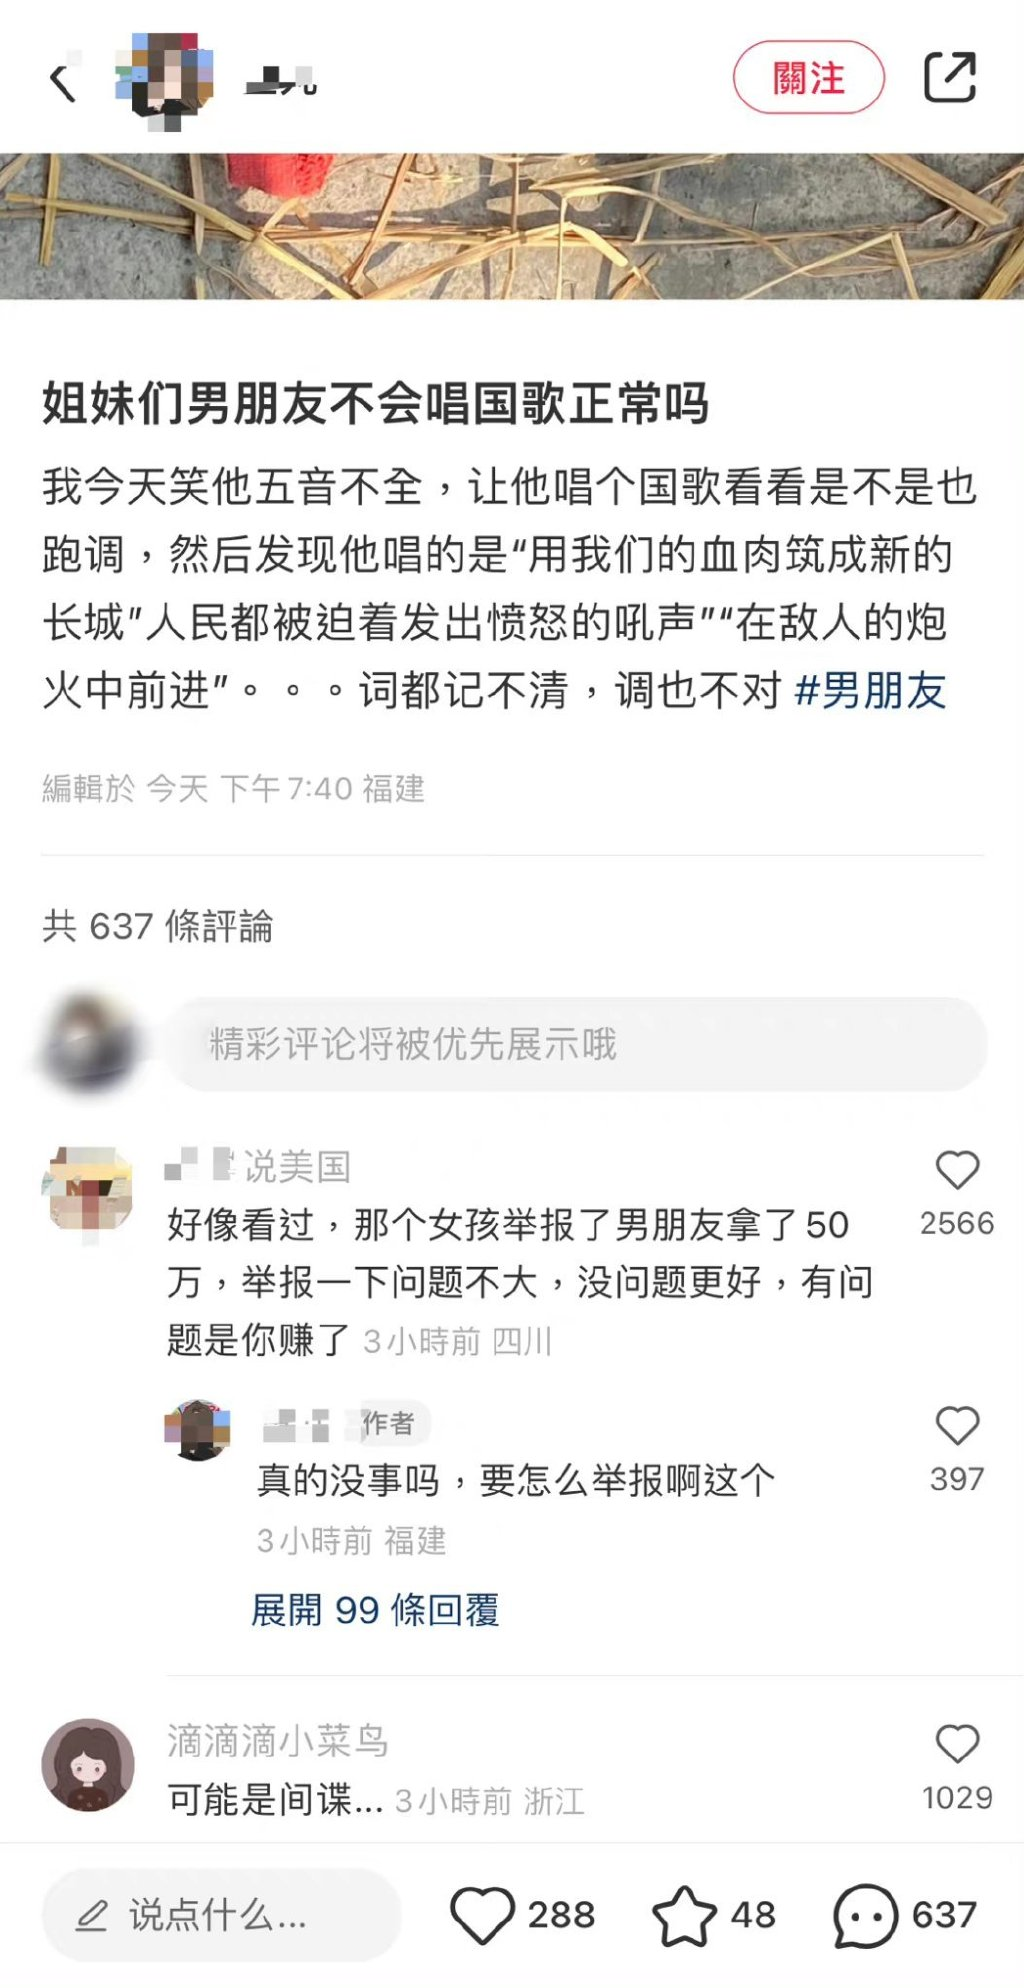 關注
姐妹们男朋友不会唱国歌正常吗
我今天笑他五音不全，让他唱个国歌看看是不是也
跑调，然后发现他唱的是“用我们的血肉筑成新的
长城”人民都被迫着发出愤怒的吼声”“在敌人的炮
火中前进”。。。词都记不清，调也不对 #男朋友
編輯於 今天 下午 7:40 福建
共 637 條評論
精彩评论将被优先展示哦
说美国
好像看过，那个女孩举报了男朋友拿了50
万，举报一下问题不大，没问题更好，有问
题是你赚了 3小時前 四川
2566
作者
真的没事吗，要怎么举报啊这个
3小時前 福建
397
展開 99 條回覆
滴滴滴小菜鸟
可能是间谍... 3小時前 浙江
1029
说点什么...
288
48
637